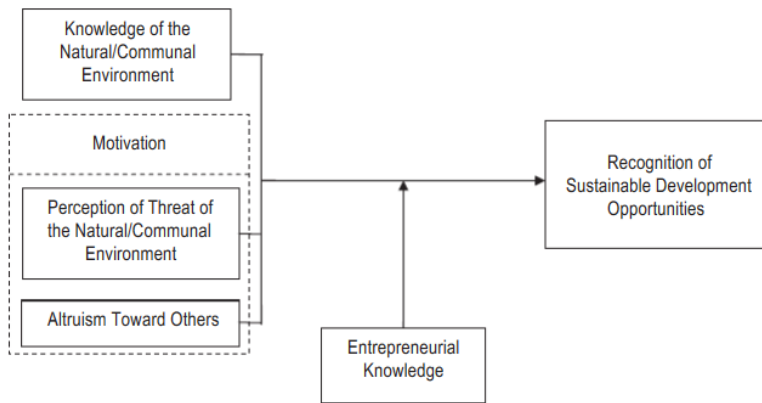 Knowledge of the
Natural/Communal
Environment
Motivation
Perception of Threat of
the Natural/Communal
Environment
Altruism Toward Others
Recognition of
Sustainable Development
Opportunities
Entrepreneurial
Knowledge